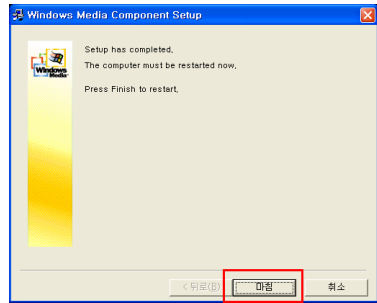 Windows Media Component Setup
Setup has completed,
The computer must be restarted now,
Press Finish to restart,
Windows
Media
< 뒤로(B)
마침
취소